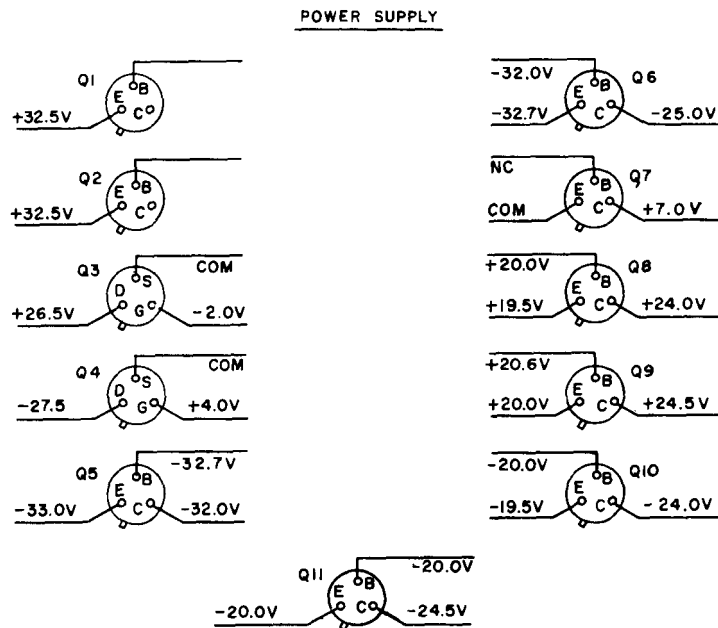 POWER SUPPLY
Q1 B E C
+32.5V
Q2 B E C
+32.5V
Q3 S D G
COM
+26.5V -2.0V
Q4 S D G
COM
-27.5 +4.0V
Q5 B E C
-32.7V
-33.0V -32.0V
Q6 B E C
-32.0V
-32.7V -25.0V
Q7 B E C
NC
COM +7.0V
Q8 B E C
+20.0V
+19.5V +24.0V
Q9 B E C
+20.6V
+20.0V +24.5V
Q10 B E C
-20.0V
-19.5V -24.0V
Q11 B E C
-20.0V
-20.0V -24.5V